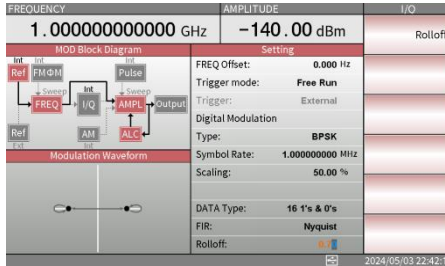 FREQUENCY
AMPLITUDE
I/Q
1.000000000000 GHz
-140.00 dBm
Rolloff
MOD Block Diagram
Setting
Int
Int
Int
Ref
FMΦM
Pulse
Sweep
Int
Sweep
FREQ
I/Q
AMPL
Output
Ref
AM
ALC
Ext
Int
Modulation Waveform
FREQ Offset: 0.000 Hz
Trigger mode: Free Run
Trigger: External
Digital Modulation
Type: BPSK
Symbol Rate: 1.000000000 MHz
Scaling: 50.00 %
DATA Type: 16 1's & 0's
FIR: Nyquist
Rolloff:
2024/05/03 22:42: